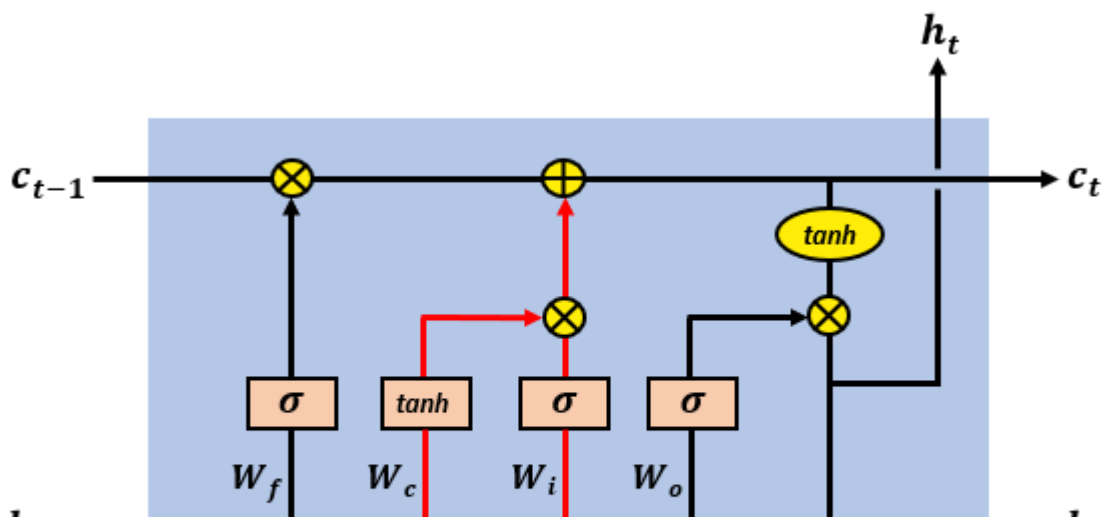 h_t
c_{t-1} c_t
tanh
σ tanh σ σ
W_f W_c W_i W_o